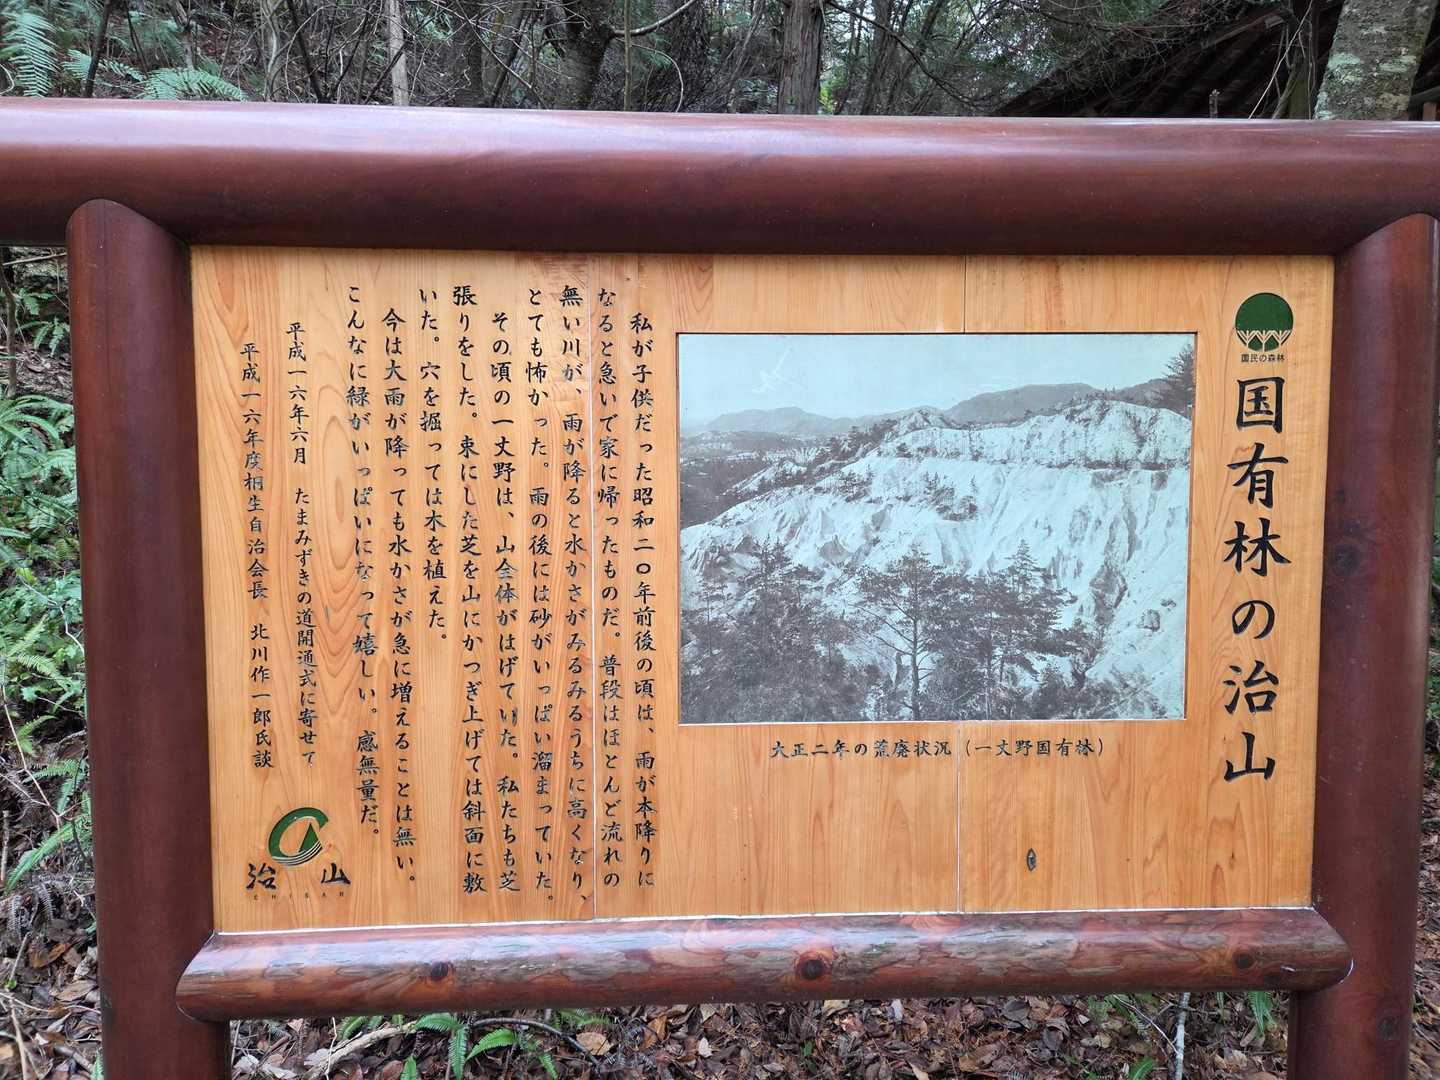 国民の森林
国有林の治山
大正二年の荒廃状況（一丈野国有林）
私が子供だった昭和二〇年前後の頃は、雨が本降りに
なると急いで家に帰ったものだ。普段はほとんど流れの
無い川が、雨が降ると水かさがみるみるうちに高くなり、
とても怖かった。雨の後には砂がいっぱい溜まっていた。
その頃の一丈野は、山全体がはげていた。私たちも芝
張りをした。束にした芝を山にかつぎ上げては斜面に敷
いた。穴を掘っては木を植えた。
今は大雨が降っても水かさが急に増えることは無い。
こんなに緑がいっぱいになって嬉しい。感無量だ。
平成一六年六月　たまみずきの道開通式に寄せて
平成一六年度桐生自治会長　北川作一郎氏談
治山
CHISAN